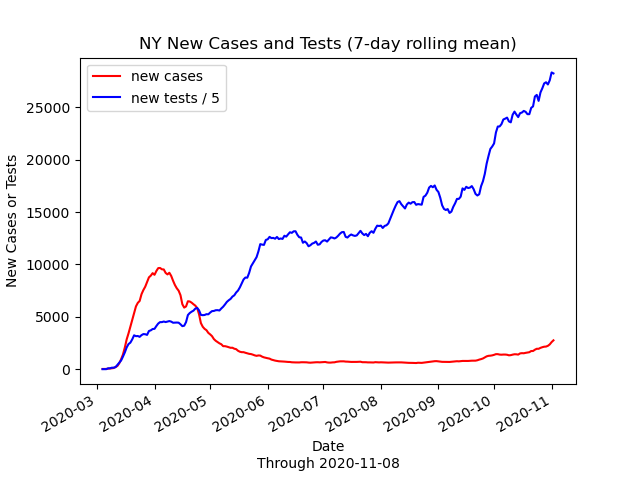 NY New Cases and Tests (7-day rolling mean)
new cases
new tests / 5
New Cases or Tests
25000
20000
15000
10000
5000
0
2020-03
2020-04
2020-05
2020-06
2020-07
2020-08
2020-09
2020-10
2020-11
Date
Through 2020-11-08